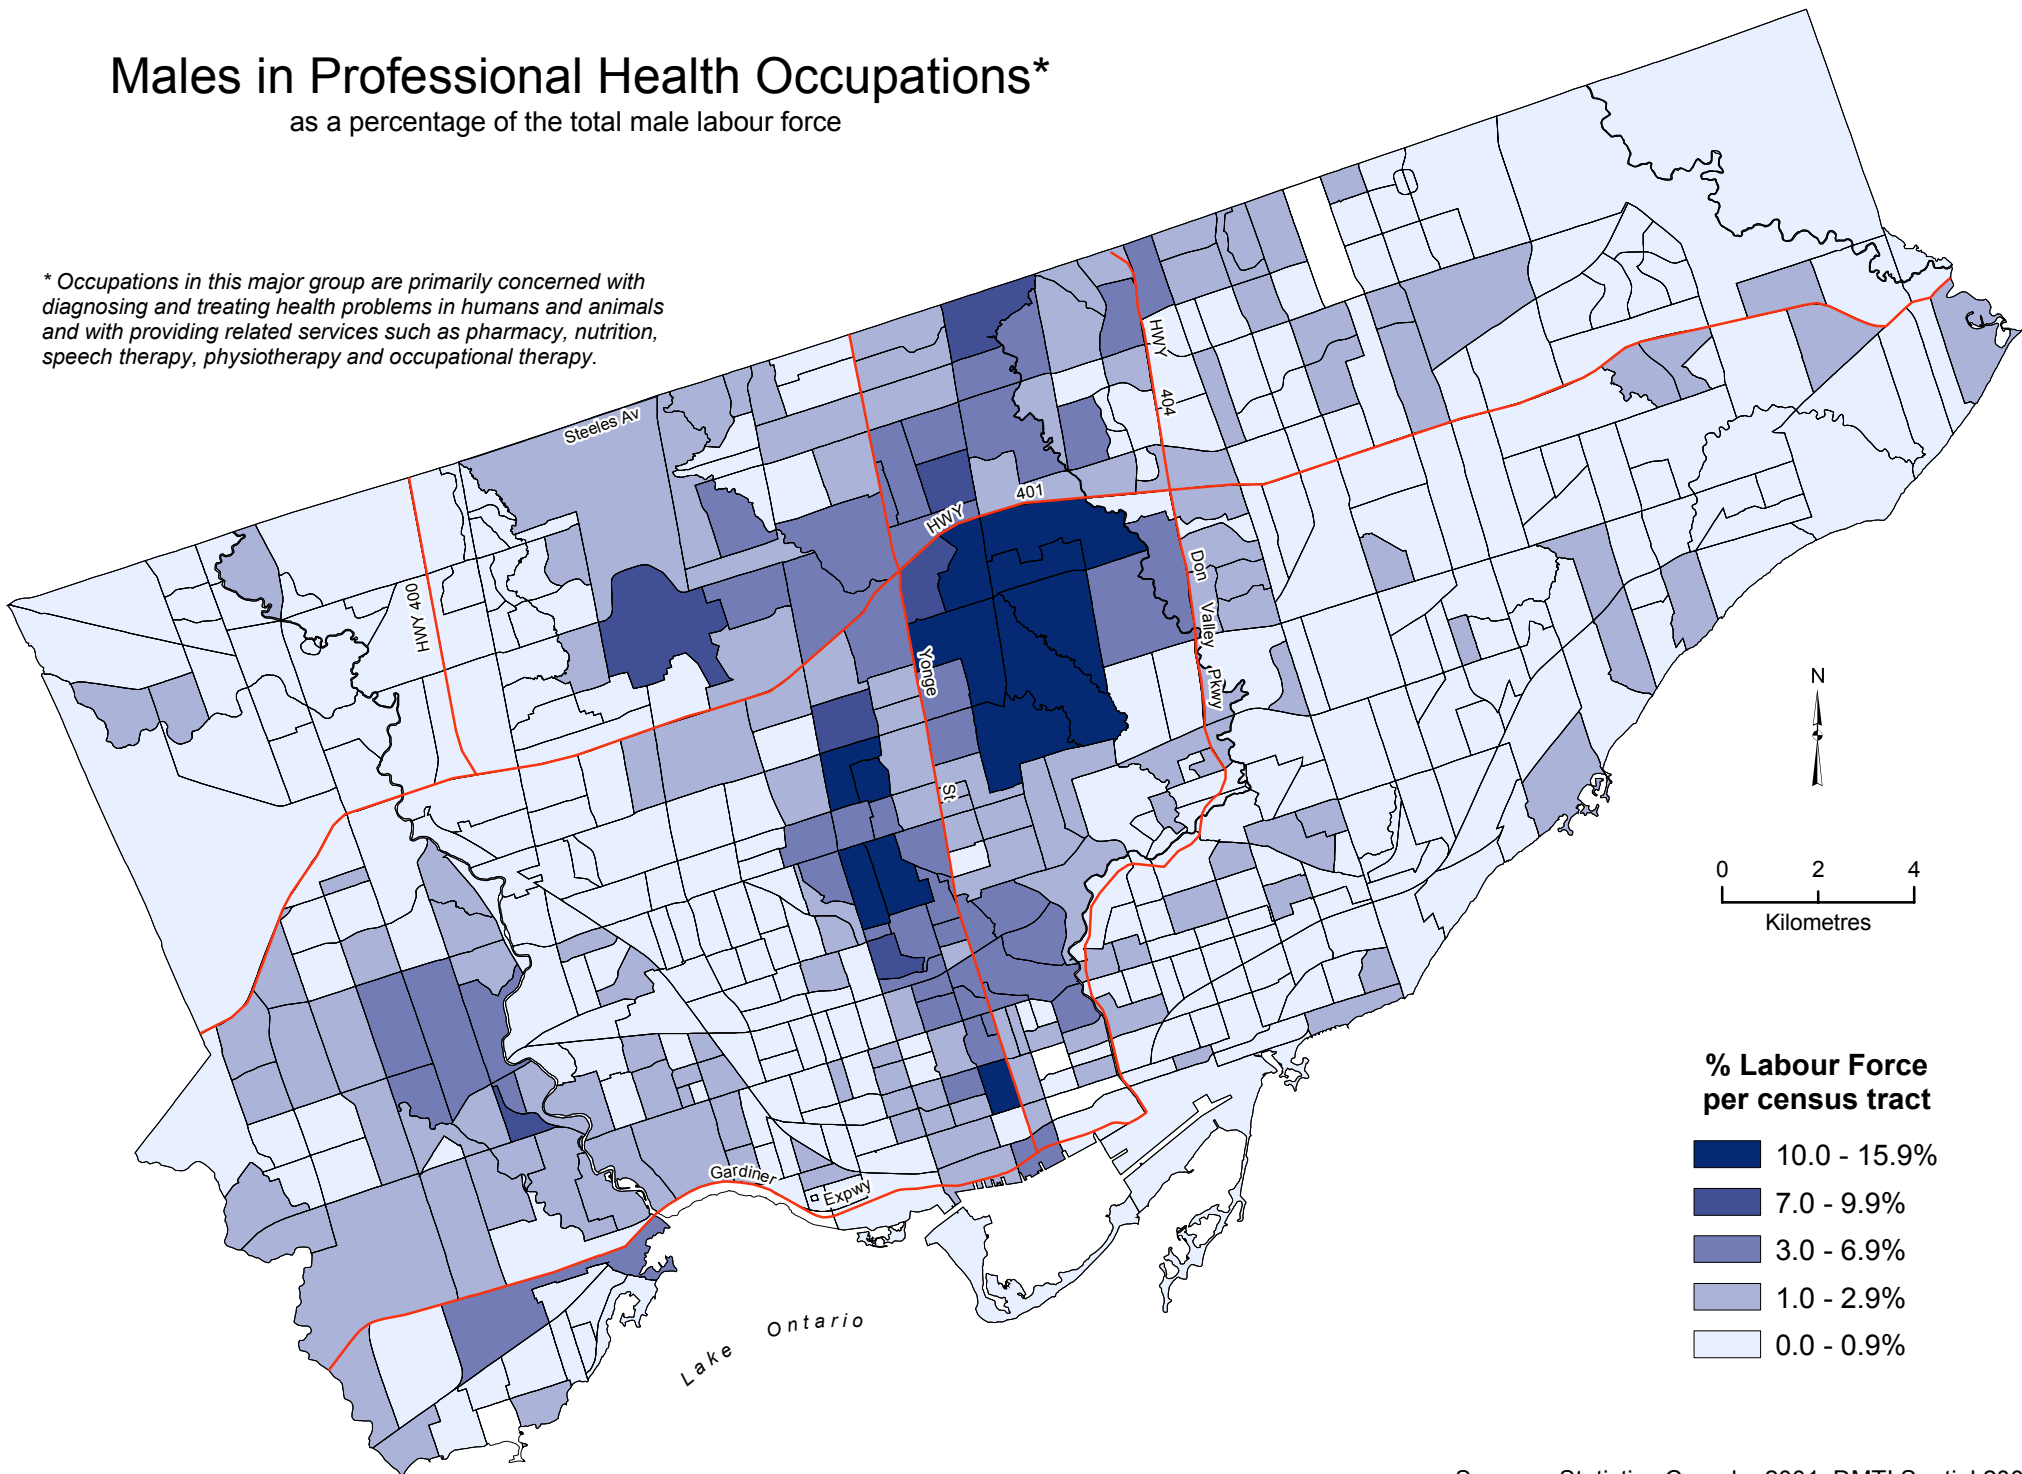 Males in Professional Health Occupations*
as a percentage of the total male labour force
* Occupations in this major group are primarily concerned with
diagnosing and treating health problems in humans and animals
and with providing related services such as pharmacy, nutrition,
speech therapy, physiotherapy and occupational therapy.
Steeles Av
HWY 400
HWY 401
HWY 404
Don Valley Pkwy
Yonge St
Gardiner Expwy
Lake Ontario
N
0 2 4
Kilometres
% Labour Force
per census tract
10.0 - 15.9%
7.0 - 9.9%
3.0 - 6.9%
1.0 - 2.9%
0.0 - 0.9%